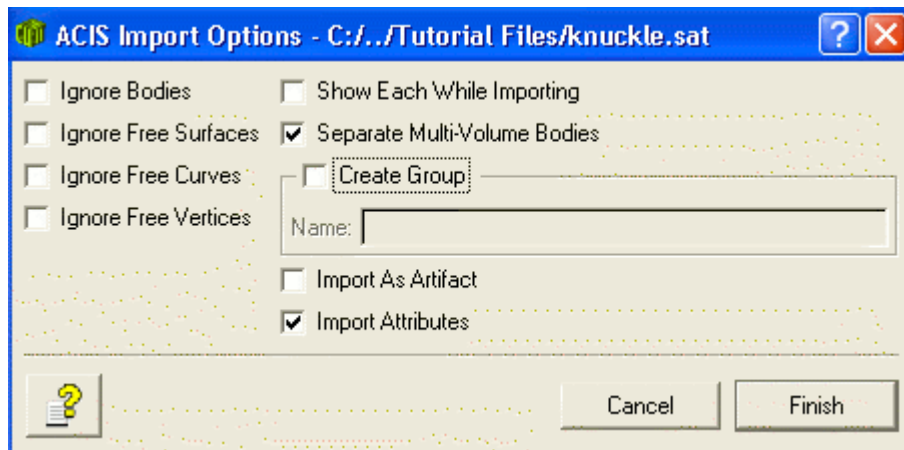 ACIS Import Options - C:/../Tutorial Files/knuckle.sat
Ignore Bodies
Show Each While Importing
Ignore Free Surfaces
Separate Multi-Volume Bodies
Ignore Free Curves
Create Group
Ignore Free Vertices
Name:
Import As Artifact
Import Attributes
Cancel
Finish